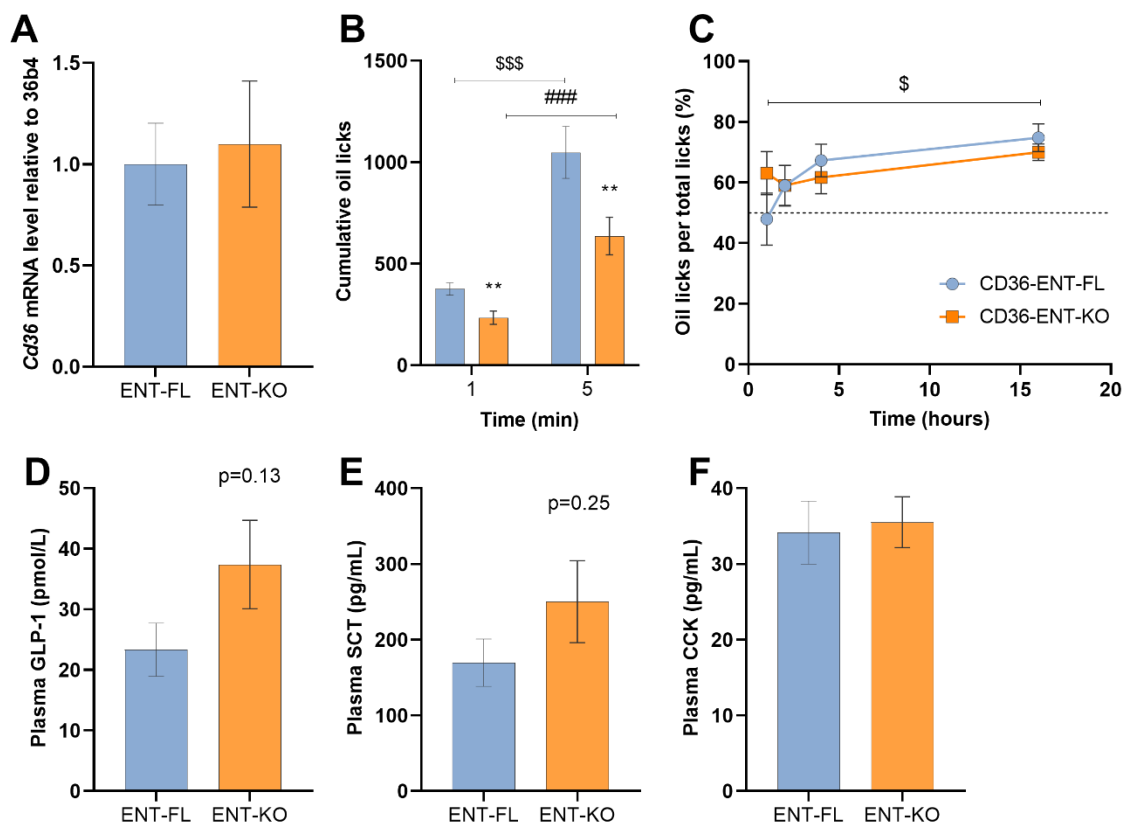 A
Cd36 mRNA level relative to 36b4
1.5
1.0
0.5
0.0
ENT-FL
ENT-KO
B
Cumulative oil licks
1500
1000
500
0
$$$
###
**
**
1
5
Time (min)
C
Oil licks per total licks (%)
100
80
60
40
20
0
$
CD36-ENT-FL
CD36-ENT-KO
0
5
10
15
20
Time (hours)
D
Plasma GLP-1 (pmol/L)
50
40
30
20
10
0
p=0.13
ENT-FL
ENT-KO
E
Plasma SCT (pg/mL)
400
300
200
100
0
p=0.25
ENT-FL
ENT-KO
F
Plasma CCK (pg/mL)
40
30
20
10
0
ENT-FL
ENT-KO